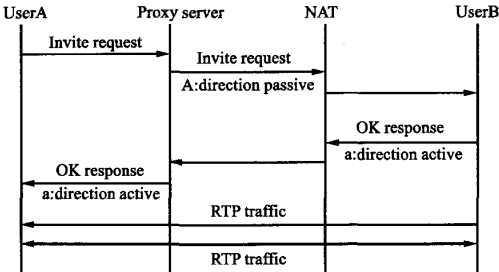 UserA Proxy server NAT UserB
Invite request
Invite request
A:direction passive
OK response
a:direction active
OK response
a:direction active
RTP traffic
RTP traffic